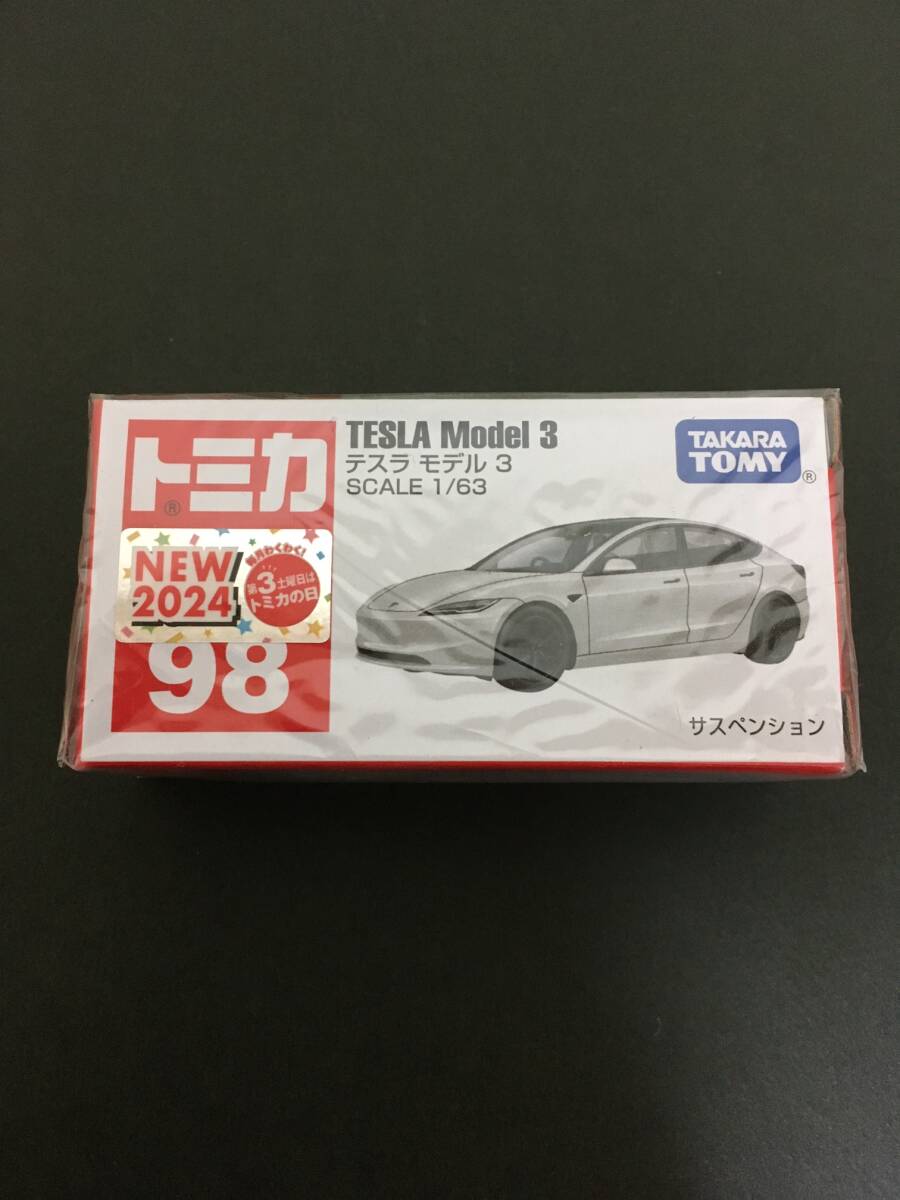 トミカ
®
NEW
2024
毎月わくわく!
第3土曜日は
トミカの日
98
TESLA Model 3
テスラ モデル 3
SCALE 1/63
TAKARA
TOMY
®
サスペンション